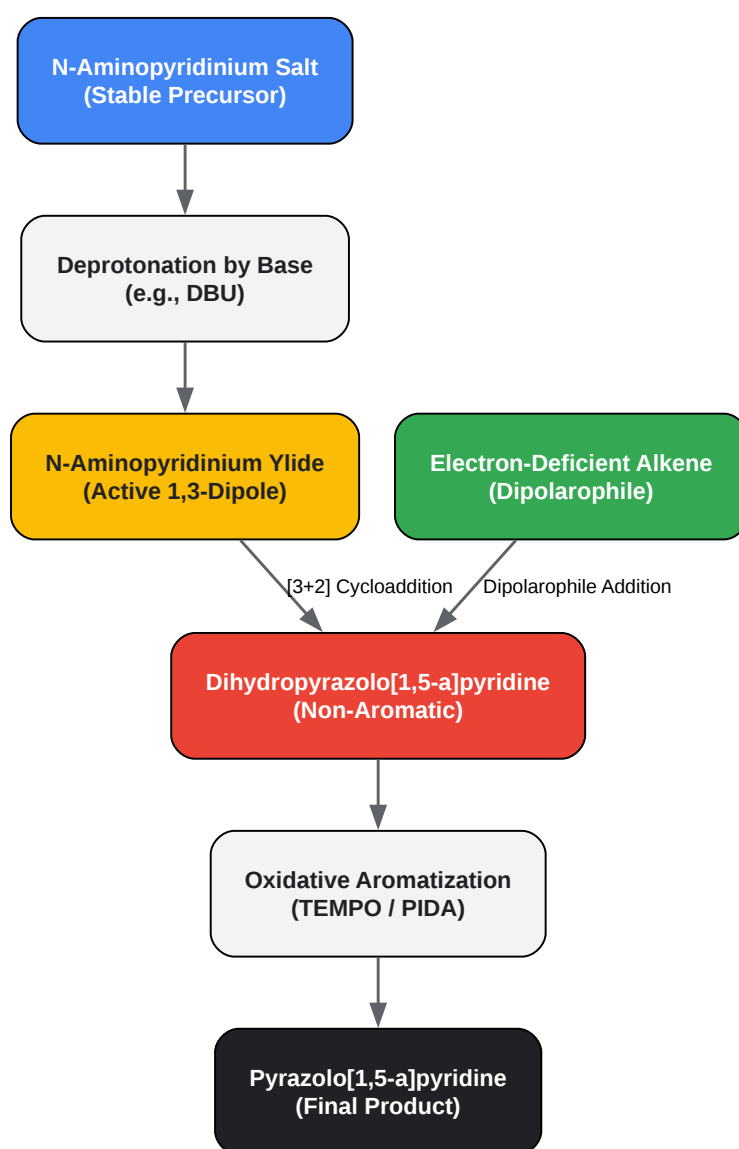 N-Aminopyridinium Salt
(Stable Precursor)
Deprotonation by Base
(e.g., DBU)
N-Aminopyridinium Ylide
(Active 1,3-Dipole)
Electron-Deficient Alkene
(Dipolarophile)
[3+2] Cycloaddition
Dipolarophile Addition
Dihydropyrazolo[1,5-a]pyridine
(Non-Aromatic)
Oxidative Aromatization
(TEMPO / PIDA)
Pyrazolo[1,5-a]pyridine
(Final Product)